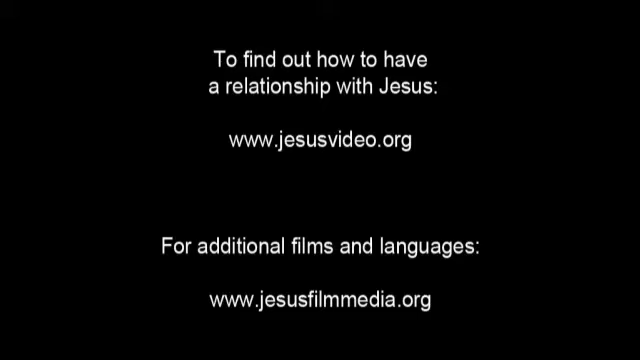 To find out how to have
a relationship with Jesus:
www.jesusvideo.org
For additional films and languages:
www.jesusfilmmedia.org